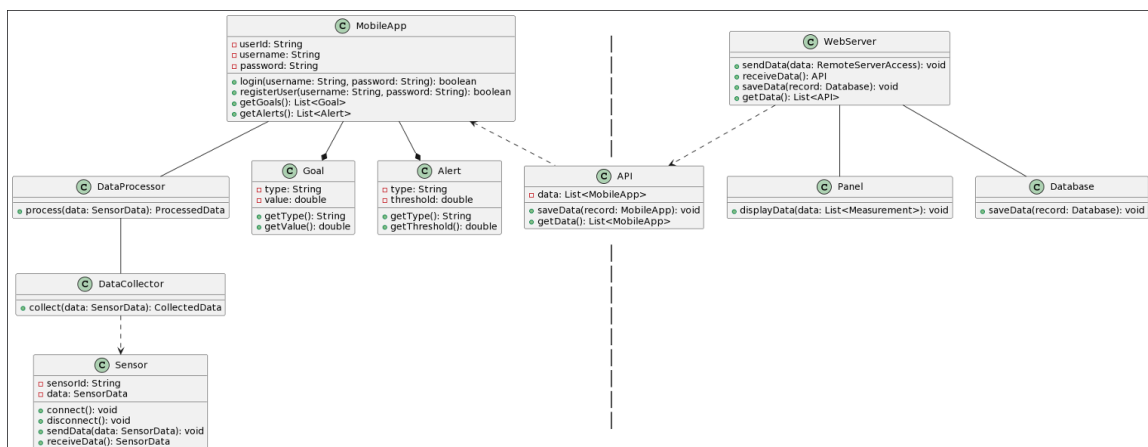 C MobileApp
userId: String
username: String
password: String
login(username: String, password: String): boolean
registerUser(username: String, password: String): boolean
getGoals(): List<Goal>
getAlerts(): List<Alert>
C WebServer
sendData(data: RemoteServerAccess): void
receiveData(): API
saveData(record: Database): void
getData(): List<API>
C DataProcessor
process(data: SensorData): ProcessedData
C Goal
type: String
value: double
getType(): String
getValue(): double
C Alert
type: String
threshold: double
getType(): String
getThreshold(): double
C API
data: List<MobileApp>
saveData(record: MobileApp): void
getData(): List<MobileApp>
C Panel
displayData(data: List<Measurement>): void
C Database
saveData(record: Database): void
C DataCollector
collect(data: SensorData): CollectedData
C Sensor
sensorId: String
data: SensorData
connect(): void
disconnect(): void
sendData(data: SensorData): void
receiveData(): SensorData